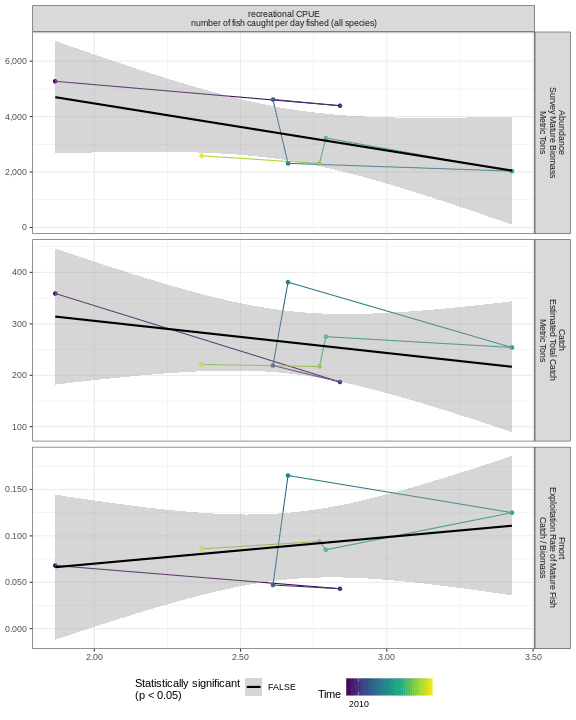 recreational CPUE
number of fish caught per day fished (all species)
6,000
4,000
2,000
0
Abundance
Survey Mature Biomass
Metric Tons
400
300
200
100
Catch
Estimated Total Catch
Metric Tons
0.150
0.100
0.050
0.000
Fmort
Exploitation Rate of Mature Fish
Catch / Biomass
2.00
2.50
3.00
3.50
Statistically significant
(p < 0.05)
FALSE
Time
2010